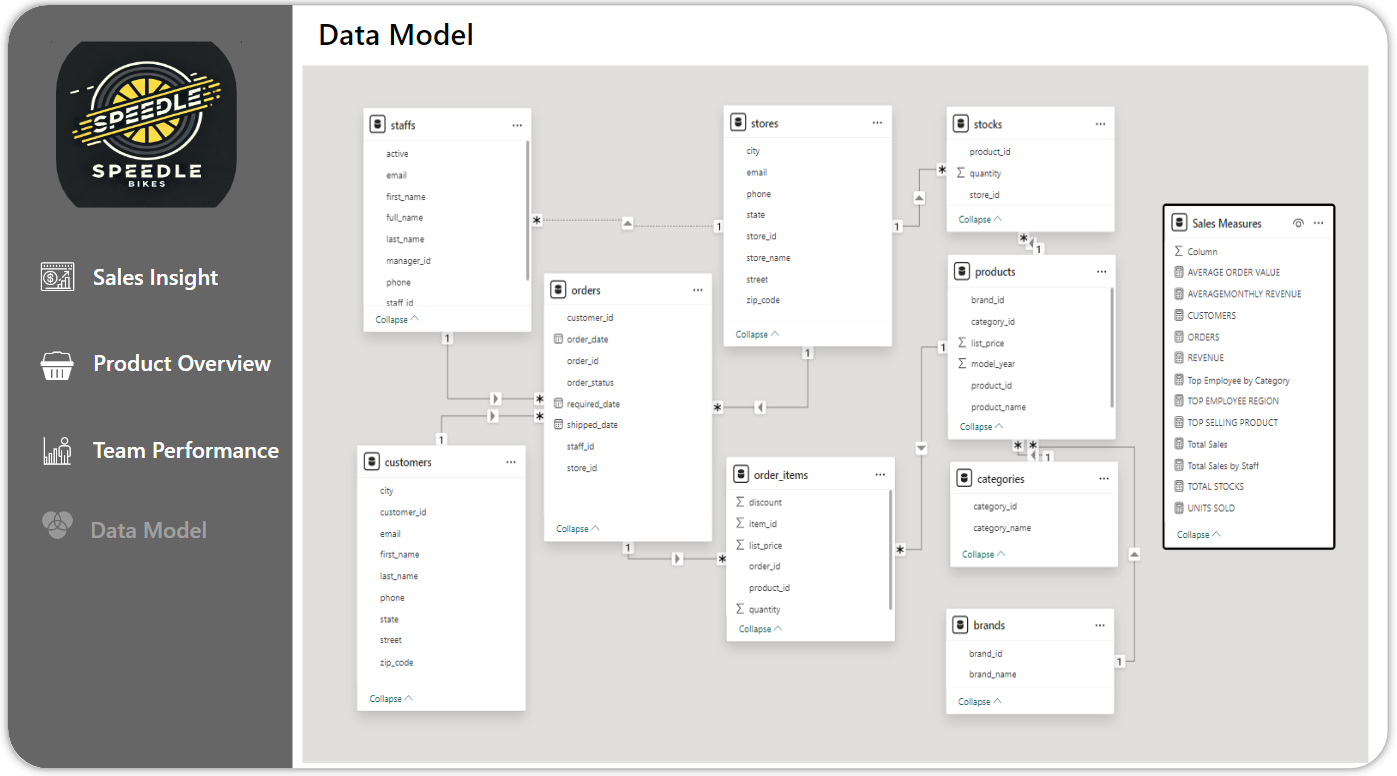 Data Model
SPEEDLE
SPEEDLE
BIKES
Sales Insight
Product Overview
Team Performance
Data Model
staffs
active
email
first_name
full_name
last_name
manager_id
phone
staff_id
Collapse
stores
city
email
phone
state
store_id
store_name
street
zip_code
Collapse
stocks
product_id
quantity
store_id
Collapse
orders
customer_id
order_date
order_id
order_status
required_date
shipped_date
staff_id
store_id
Collapse
products
brand_id
category_id
list_price
model_year
product_id
product_name
Collapse
Sales Measures
Column
AVERAGE ORDER VALUE
AVERAGEMONTHLY REVENUE
CUSTOMERS
ORDERS
REVENUE
Top Employee by Category
TOP EMPLOYEE REGION
TOP SELLING PRODUCT
Total Sales
Total Sales by Staff
TOTAL STOCKS
UNITS SOLD
Collapse
customers
city
customer_id
email
first_name
last_name
phone
state
street
zip_code
Collapse
order_items
discount
item_id
list_price
order_id
product_id
quantity
Collapse
categories
category_id
category_name
Collapse
brands
brand_id
brand_name
Collapse
* 1
1 *
* 1
1 *
1 *
1 *
1 *
1 *
* 1
* 1